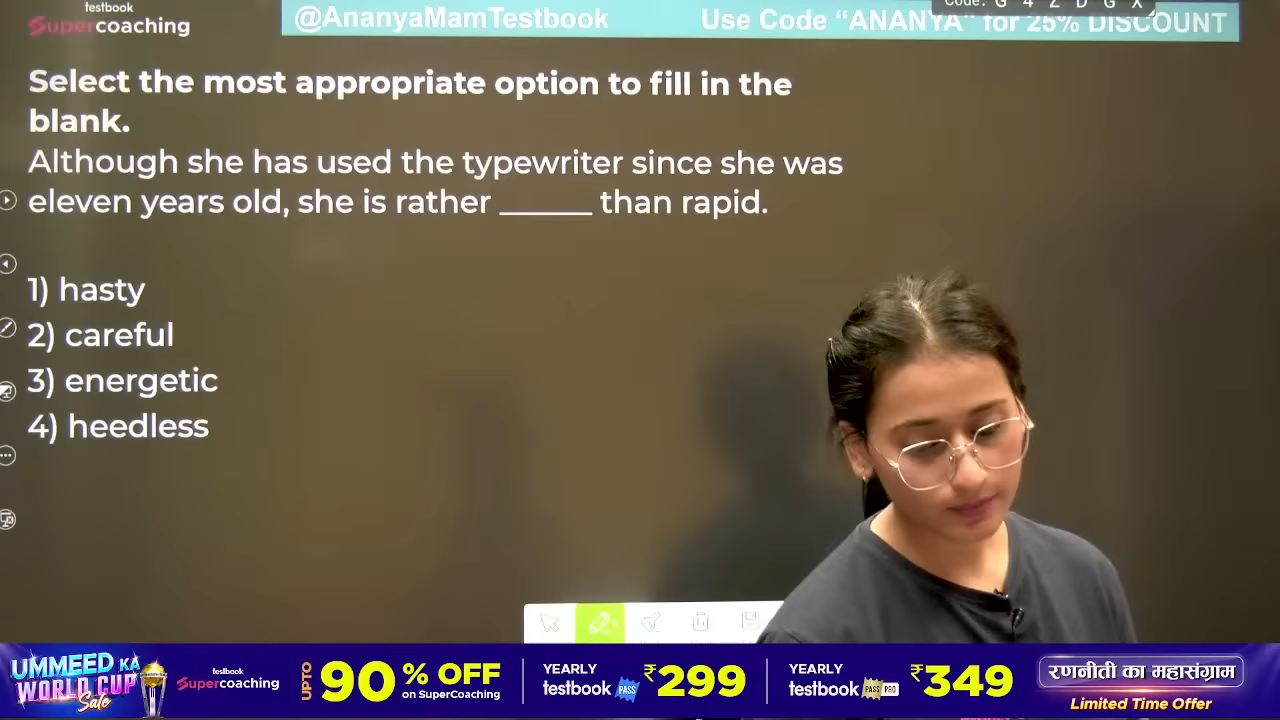 testbook
Supercoaching
@AnanyaMamTestbook
Use Code “ANANYA” for 25% DISCOUNT
Code: G 4 Z D G X
Select the most appropriate option to fill in the
blank.
Although she has used the typewriter since she was
eleven years old, she is rather ______ than rapid.
1) hasty
2) careful
3) energetic
4) heedless
UMMEED KA
WORLD CUP
Sale
testbook
Supercoaching
UPTO
90% OFF
on SuperCoaching
YEARLY
testbook PASS
₹299
YEARLY
testbook PASS PRO
₹349
रणनीती का महासंग्राम
Limited Time Offer